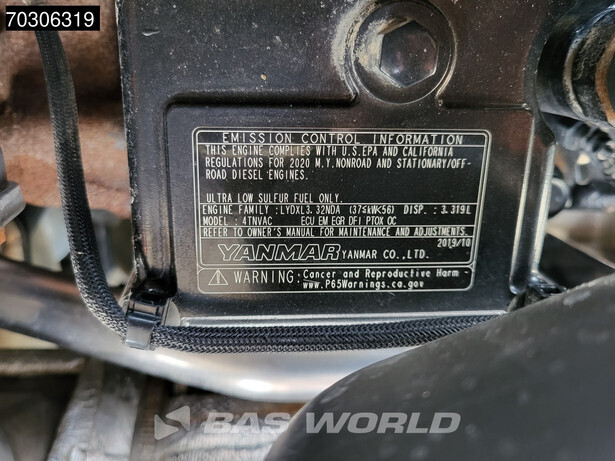 70306319
EMISSION CONTROL INFORMATION
THIS ENGINE COMPLIES WITH U.S.EPA AND CALIFORNIA
REGULATIONS FOR 2020 M.Y.NONROAD AND STATIONARY/OFF-
ROAD DIESEL ENGINES.
ULTRA LOW SULFUR FUEL ONLY.
ENGINE FAMILY : LYDXL3.32NDA (37≤kW<56) DISP. : 3.319L
MODEL : 4TNVAC ECU EM EGR DFI PTOX OC
REFER TO OWNER'S MANUAL FOR MAINTENANCE AND ADJUSTMENTS.
2019/10
YANMAR YANMAR CO.,LTD.
WARNING: Cancer and Reproductive Harm -
www.P65Warnings.ca.gov
BAS WORLD